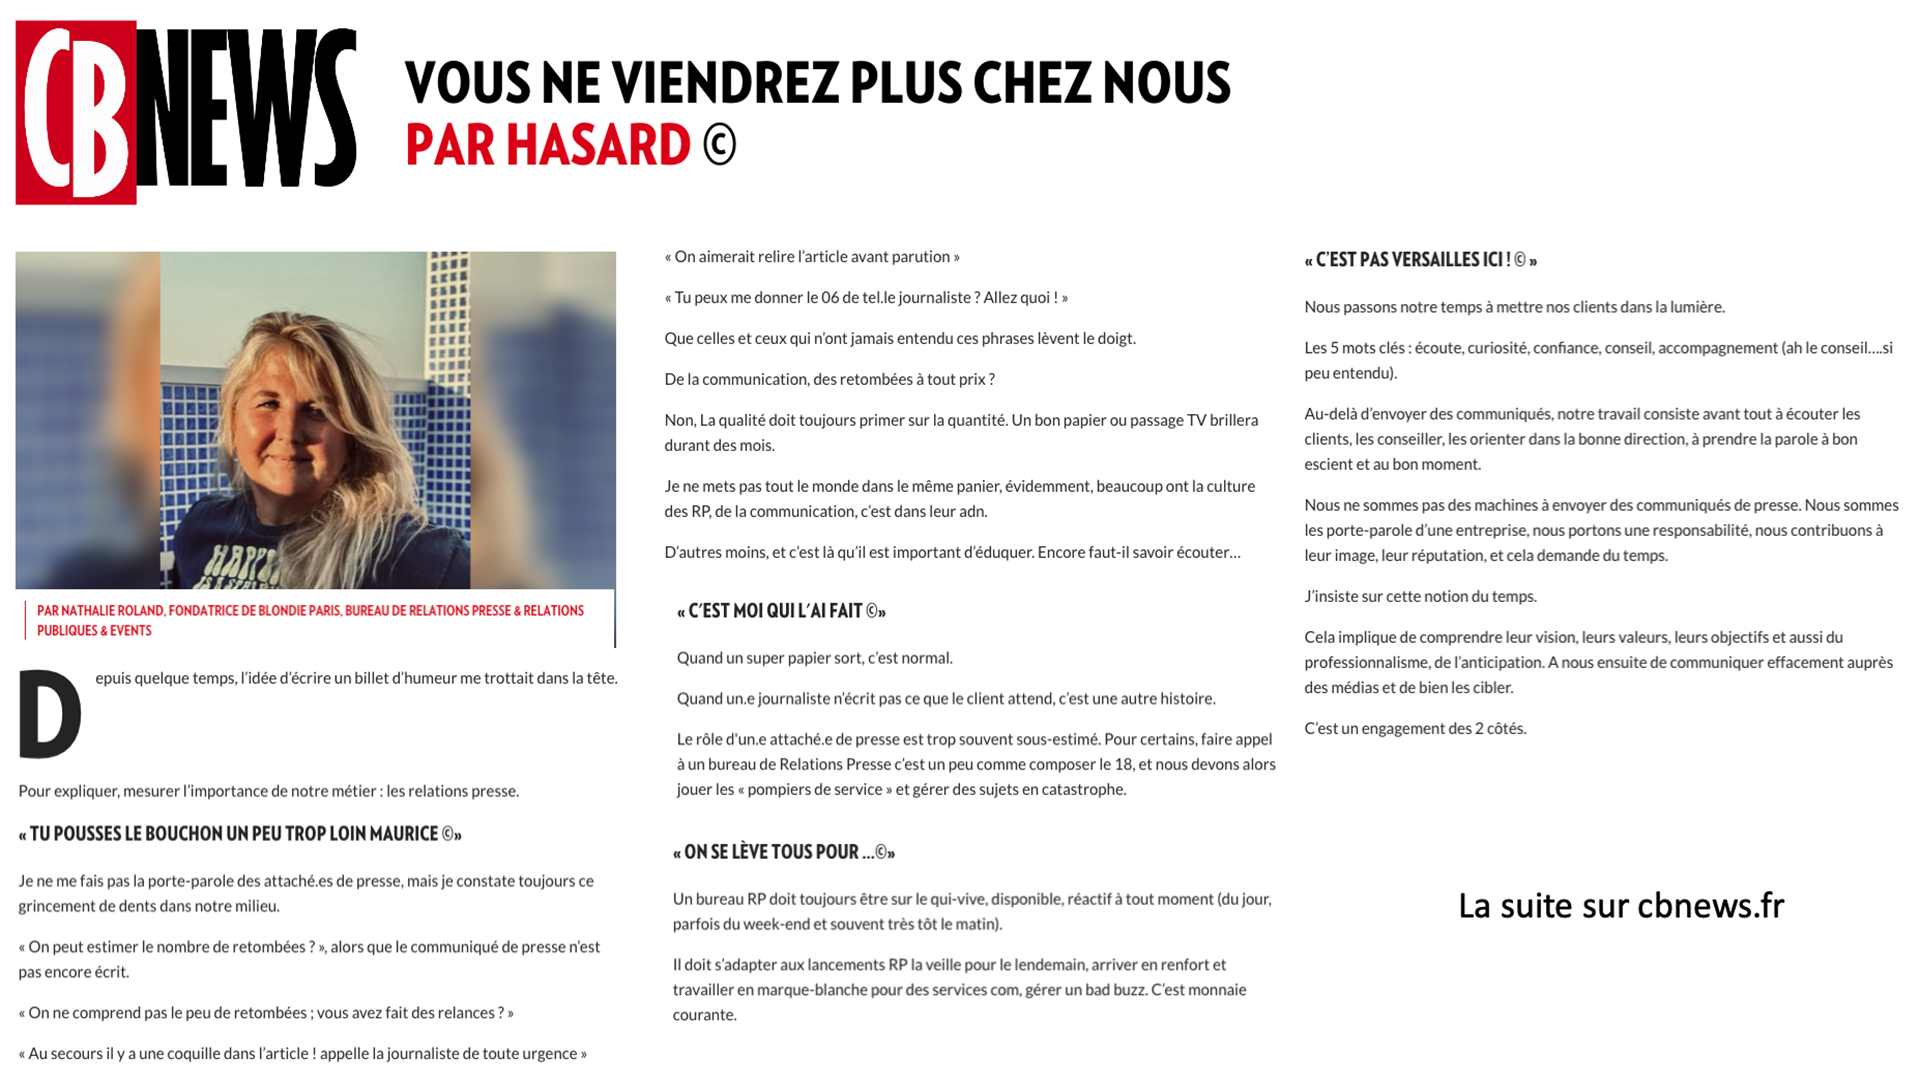 CBNEWS
VOUS NE VIENDREZ PLUS CHEZ NOUS
PAR HASARD ©
HAPPY
PAR NATHALIE ROLAND, FONDATRICE DE BLONDIE PARIS, BUREAU DE RELATIONS PRESSE & RELATIONS
PUBLIQUES & EVENTS
Depuis quelque temps, l’idée d’écrire un billet d’humeur me trottait dans la tête.
Pour expliquer, mesurer l’importance de notre métier : les relations presse.
« TU POUSSES LE BOUCHON UN PEU TROP LOIN MAURICE ©»
Je ne me fais pas la porte-parole des attaché.es de presse, mais je constate toujours ce
grincement de dents dans notre milieu.
« On peut estimer le nombre de retombées ? », alors que le communiqué de presse n’est
pas encore écrit.
« On ne comprend pas le peu de retombées ; vous avez fait des relances ? »
« Au secours il y a une coquille dans l’article ! appelle la journaliste de toute urgence »
« On aimerait relire l’article avant parution »
« Tu peux me donner le 06 de tel.le journaliste ? Allez quoi ! »
Que celles et ceux qui n’ont jamais entendu ces phrases lèvent le doigt.
De la communication, des retombées à tout prix ?
Non, La qualité doit toujours primer sur la quantité. Un bon papier ou passage TV brillera
durant des mois.
Je ne mets pas tout le monde dans le même panier, évidemment, beaucoup ont la culture
des RP, de la communication, c’est dans leur adn.
D’autres moins, et c’est là qu’il est important d’éduquer. Encore faut-il savoir écouter…
« C’EST MOI QUI L’AI FAIT ©»
Quand un super papier sort, c’est normal.
Quand un.e journaliste n’écrit pas ce que le client attend, c’est une autre histoire.
Le rôle d’un.e attaché.e de presse est trop souvent sous-estimé. Pour certains, faire appel
à un bureau de Relations Presse c’est un peu comme composer le 18, et nous devons alors
jouer les « pompiers de service » et gérer des sujets en catastrophe.
« ON SE LÈVE TOUS POUR …©»
Un bureau RP doit toujours être sur le qui-vive, disponible, réactif à tout moment (du jour,
parfois du week-end et souvent très tôt le matin).
Il doit s’adapter aux lancements RP la veille pour le lendemain, arriver en renfort et
travailler en marque-blanche pour des services com, gérer un bad buzz. C’est monnaie
courante.
« C’EST PAS VERSAILLES ICI ! © »
Nous passons notre temps à mettre nos clients dans la lumière.
Les 5 mots clés : écoute, curiosité, confiance, conseil, accompagnement (ah le conseil….si
peu entendu).
Au-delà d’envoyer des communiqués, notre travail consiste avant tout à écouter les
clients, les conseiller, les orienter dans la bonne direction, à prendre la parole à bon
escient et au bon moment.
Nous ne sommes pas des machines à envoyer des communiqués de presse. Nous sommes
les porte-parole d’une entreprise, nous portons une responsabilité, nous contribuons à
leur image, leur réputation, et cela demande du temps.
J’insiste sur cette notion du temps.
Cela implique de comprendre leur vision, leurs valeurs, leurs objectifs et aussi du
professionnalisme, de l’anticipation. A nous ensuite de communiquer effacement auprès
des médias et de bien les cibler.
C’est un engagement des 2 côtés.
La suite sur cbnews.fr